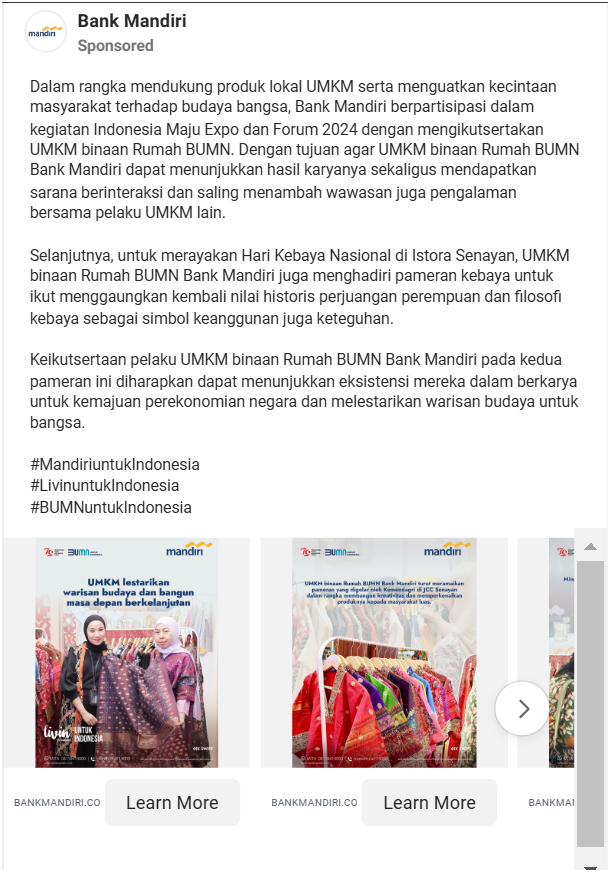 Bank Mandiri
Sponsored
mandiri
Dalam rangka mendukung produk lokal UMKM serta menguatkan kecintaan
masyarakat terhadap budaya bangsa, Bank Mandiri berpartisipasi dalam
kegiatan Indonesia Maju Expo dan Forum 2024 dengan mengikutsertakan
UMKM binaan Rumah BUMN. Dengan tujuan agar UMKM binaan Rumah BUMN
Bank Mandiri dapat menunjukkan hasil karyanya sekaligus mendapatkan
sarana berinteraksi dan saling menambah wawasan juga pengalaman
bersama pelaku UMKM lain.
Selanjutnya, untuk merayakan Hari Kebaya Nasional di Istora Senayan, UMKM
binaan Rumah BUMN Bank Mandiri juga menghadiri pameran kebaya untuk
ikut menggaungkan kembali nilai historis perjuangan perempuan dan filosofi
kebaya sebagai simbol keanggunan juga keteguhan.
Keikutsertaan pelaku UMKM binaan Rumah BUMN Bank Mandiri pada kedua
pameran ini diharapkan dapat menunjukkan eksistensi mereka dalam berkarya
untuk kemajuan perekonomian negara dan melestarikan warisan budaya untuk
bangsa.
#MandiriuntukIndonesia
#LivinuntukIndonesia
#BUMNuntukIndonesia
BUMN
mandiri
UMKM lestarikan
warisan budaya dan bangun
masa depan berkelanjutan
livin'
UNTUK
INDONESIA
BUMN
mandiri
UMKM binaan Rumah BUMN Bank Mandiri turut meramaikan
pameran yang digelar oleh Kemendagri di JCC Senayan
dalam rangka membangun kreativitas dan memperkenalkan
produknya kepada masyarakat luas.
BANKMANDIRI.CO
Learn More
BANKMANDIRI.CO
Learn More
BANKMAN